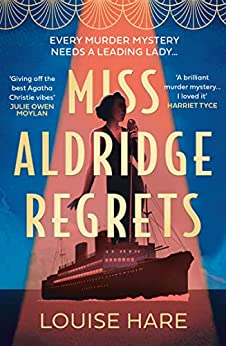 EVERY MURDER MYSTERY
NEEDS A LEADING LADY...
'Giving off the
best Agatha
Christie vibes'
JULIE OWEN
MOYLAN
'A brilliant
murder mystery...
I loved it'
HARRIET TYCE
MISS
ALDRIDGE
REGRETS
LOUISE HARE